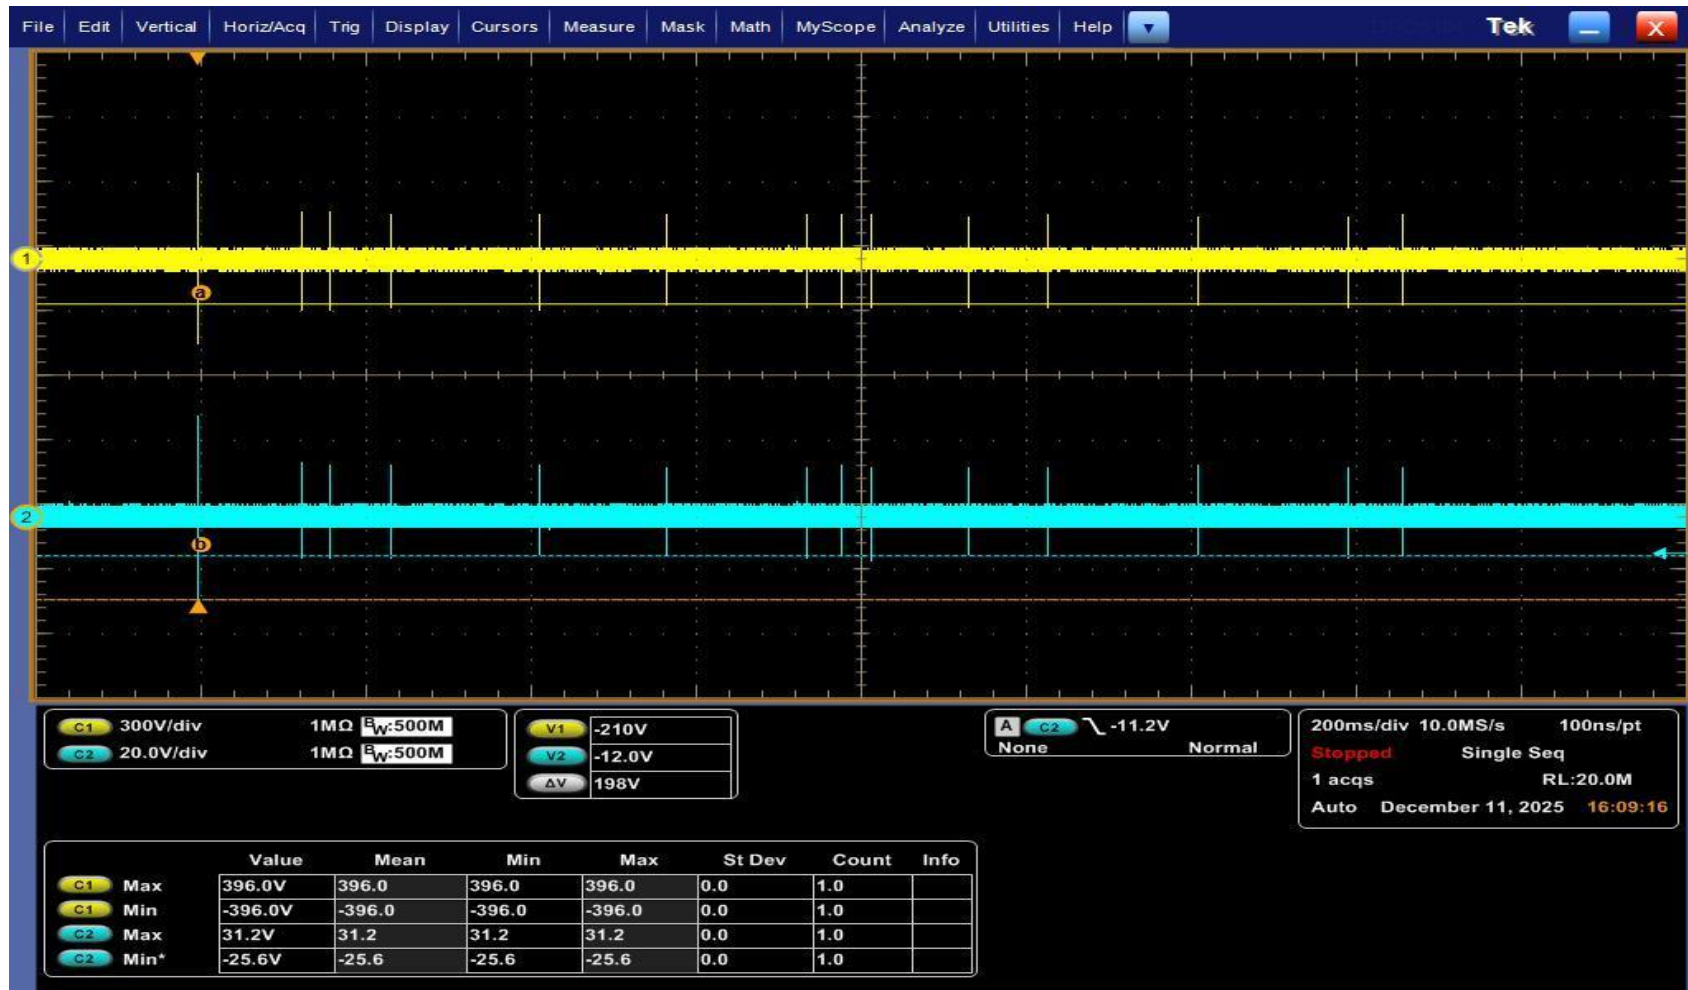 File Edit Vertical Horiz/Acq Trig Display Cursors Measure Mask Math MyScope Analyze Utilities Help Tek X
1
a
2
b
C1 300V/div 1MΩ BW:500M
C2 20.0V/div 1MΩ BW:500M
V1 -210V
V2 -12.0V
ΔV 198V
A C2 -11.2V
None Normal
200ms/div 10.0MS/s 100ns/pt
Stopped Single Seq
1 acqs RL:20.0M
Auto December 11, 2025 16:09:16
Value Mean Min Max St Dev Count Info
C1 Max 396.0V 396.0 396.0 396.0 0.0 1.0
C1 Min -396.0V -396.0 -396.0 -396.0 0.0 1.0
C2 Max 31.2V 31.2 31.2 31.2 0.0 1.0
C2 Min* -25.6V -25.6 -25.6 -25.6 0.0 1.0